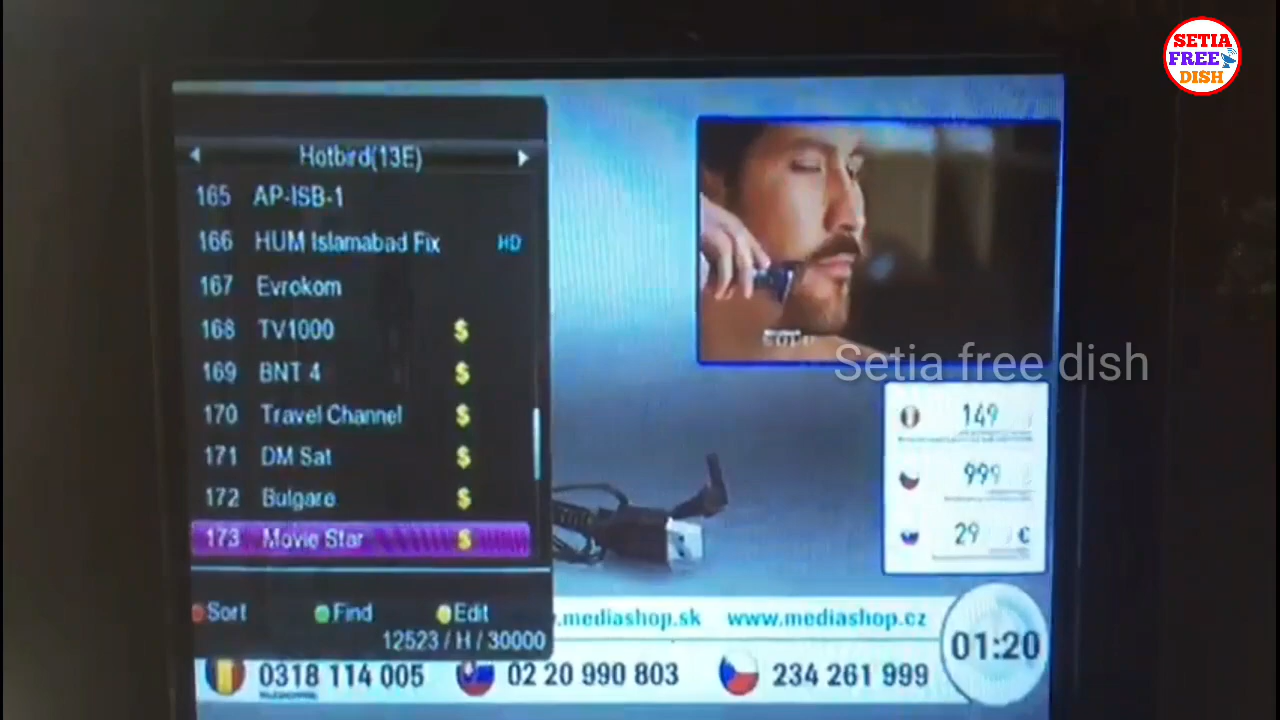 SETIA
FREE
DISH
Hotbird(13E)
165 AP-ISB-1
166 HUM Islamabad Fix HD
167 Evrokom
168 TV1000 $
169 BNT 4 $
170 Travel Channel $
171 DM Sat $
172 Bulgare $
173 Movie Star $
Sort Find Edit
12523 / H / 30000
Setia free dish
149
999
29 €
.mediashop.sk www.mediashop.cz
01:20
0318 114 005 02 20 990 803 234 261 999